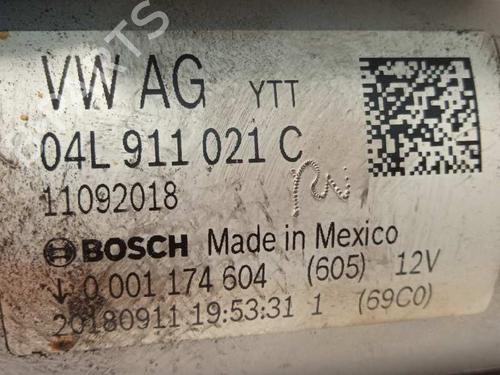 VW AG YTT
04L 911 021 C
11092018
BOSCH Made in Mexico
0 001 174 604 (605) 12V
20180911 19:53:31 1 (69C0)